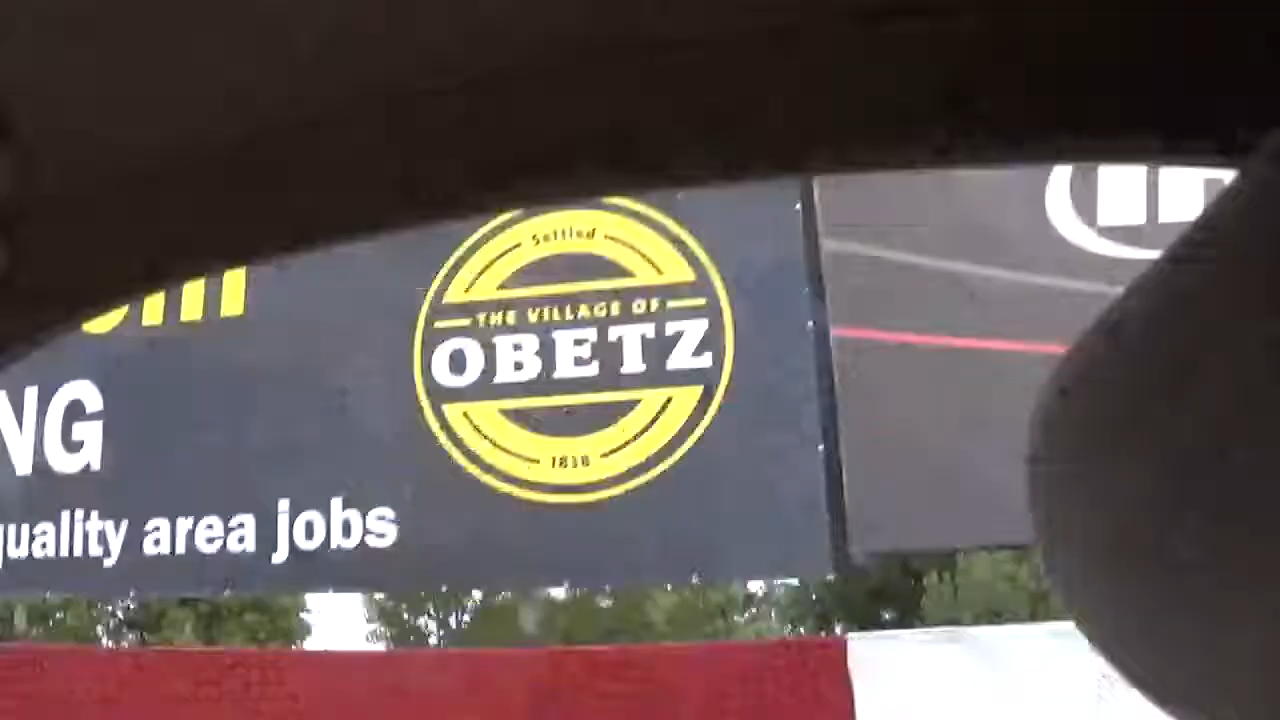 NG
quality area jobs
Settled
THE VILLAGE OF
OBETZ
1838